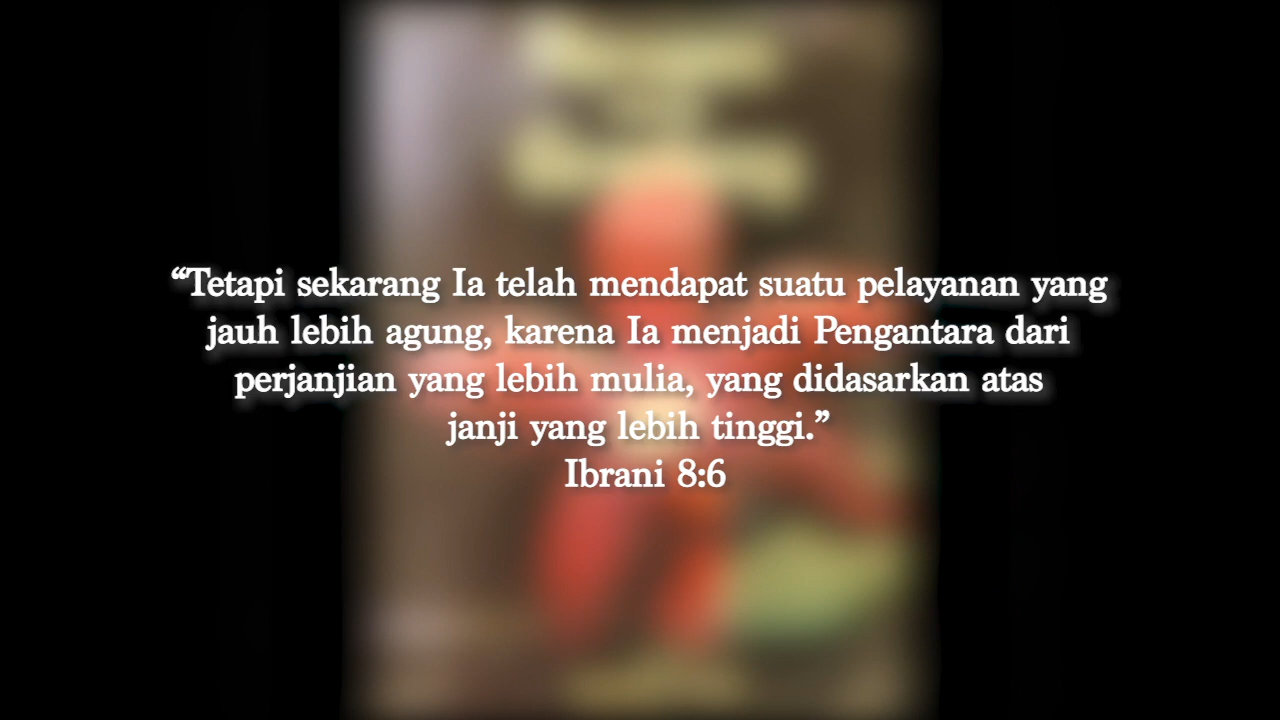 “Tetapi sekarang Ia telah mendapat suatu pelayanan yang
jauh lebih agung, karena Ia menjadi Pengantara dari
perjanjian yang lebih mulia, yang didasarkan atas
janji yang lebih tinggi.”
Ibrani 8:6